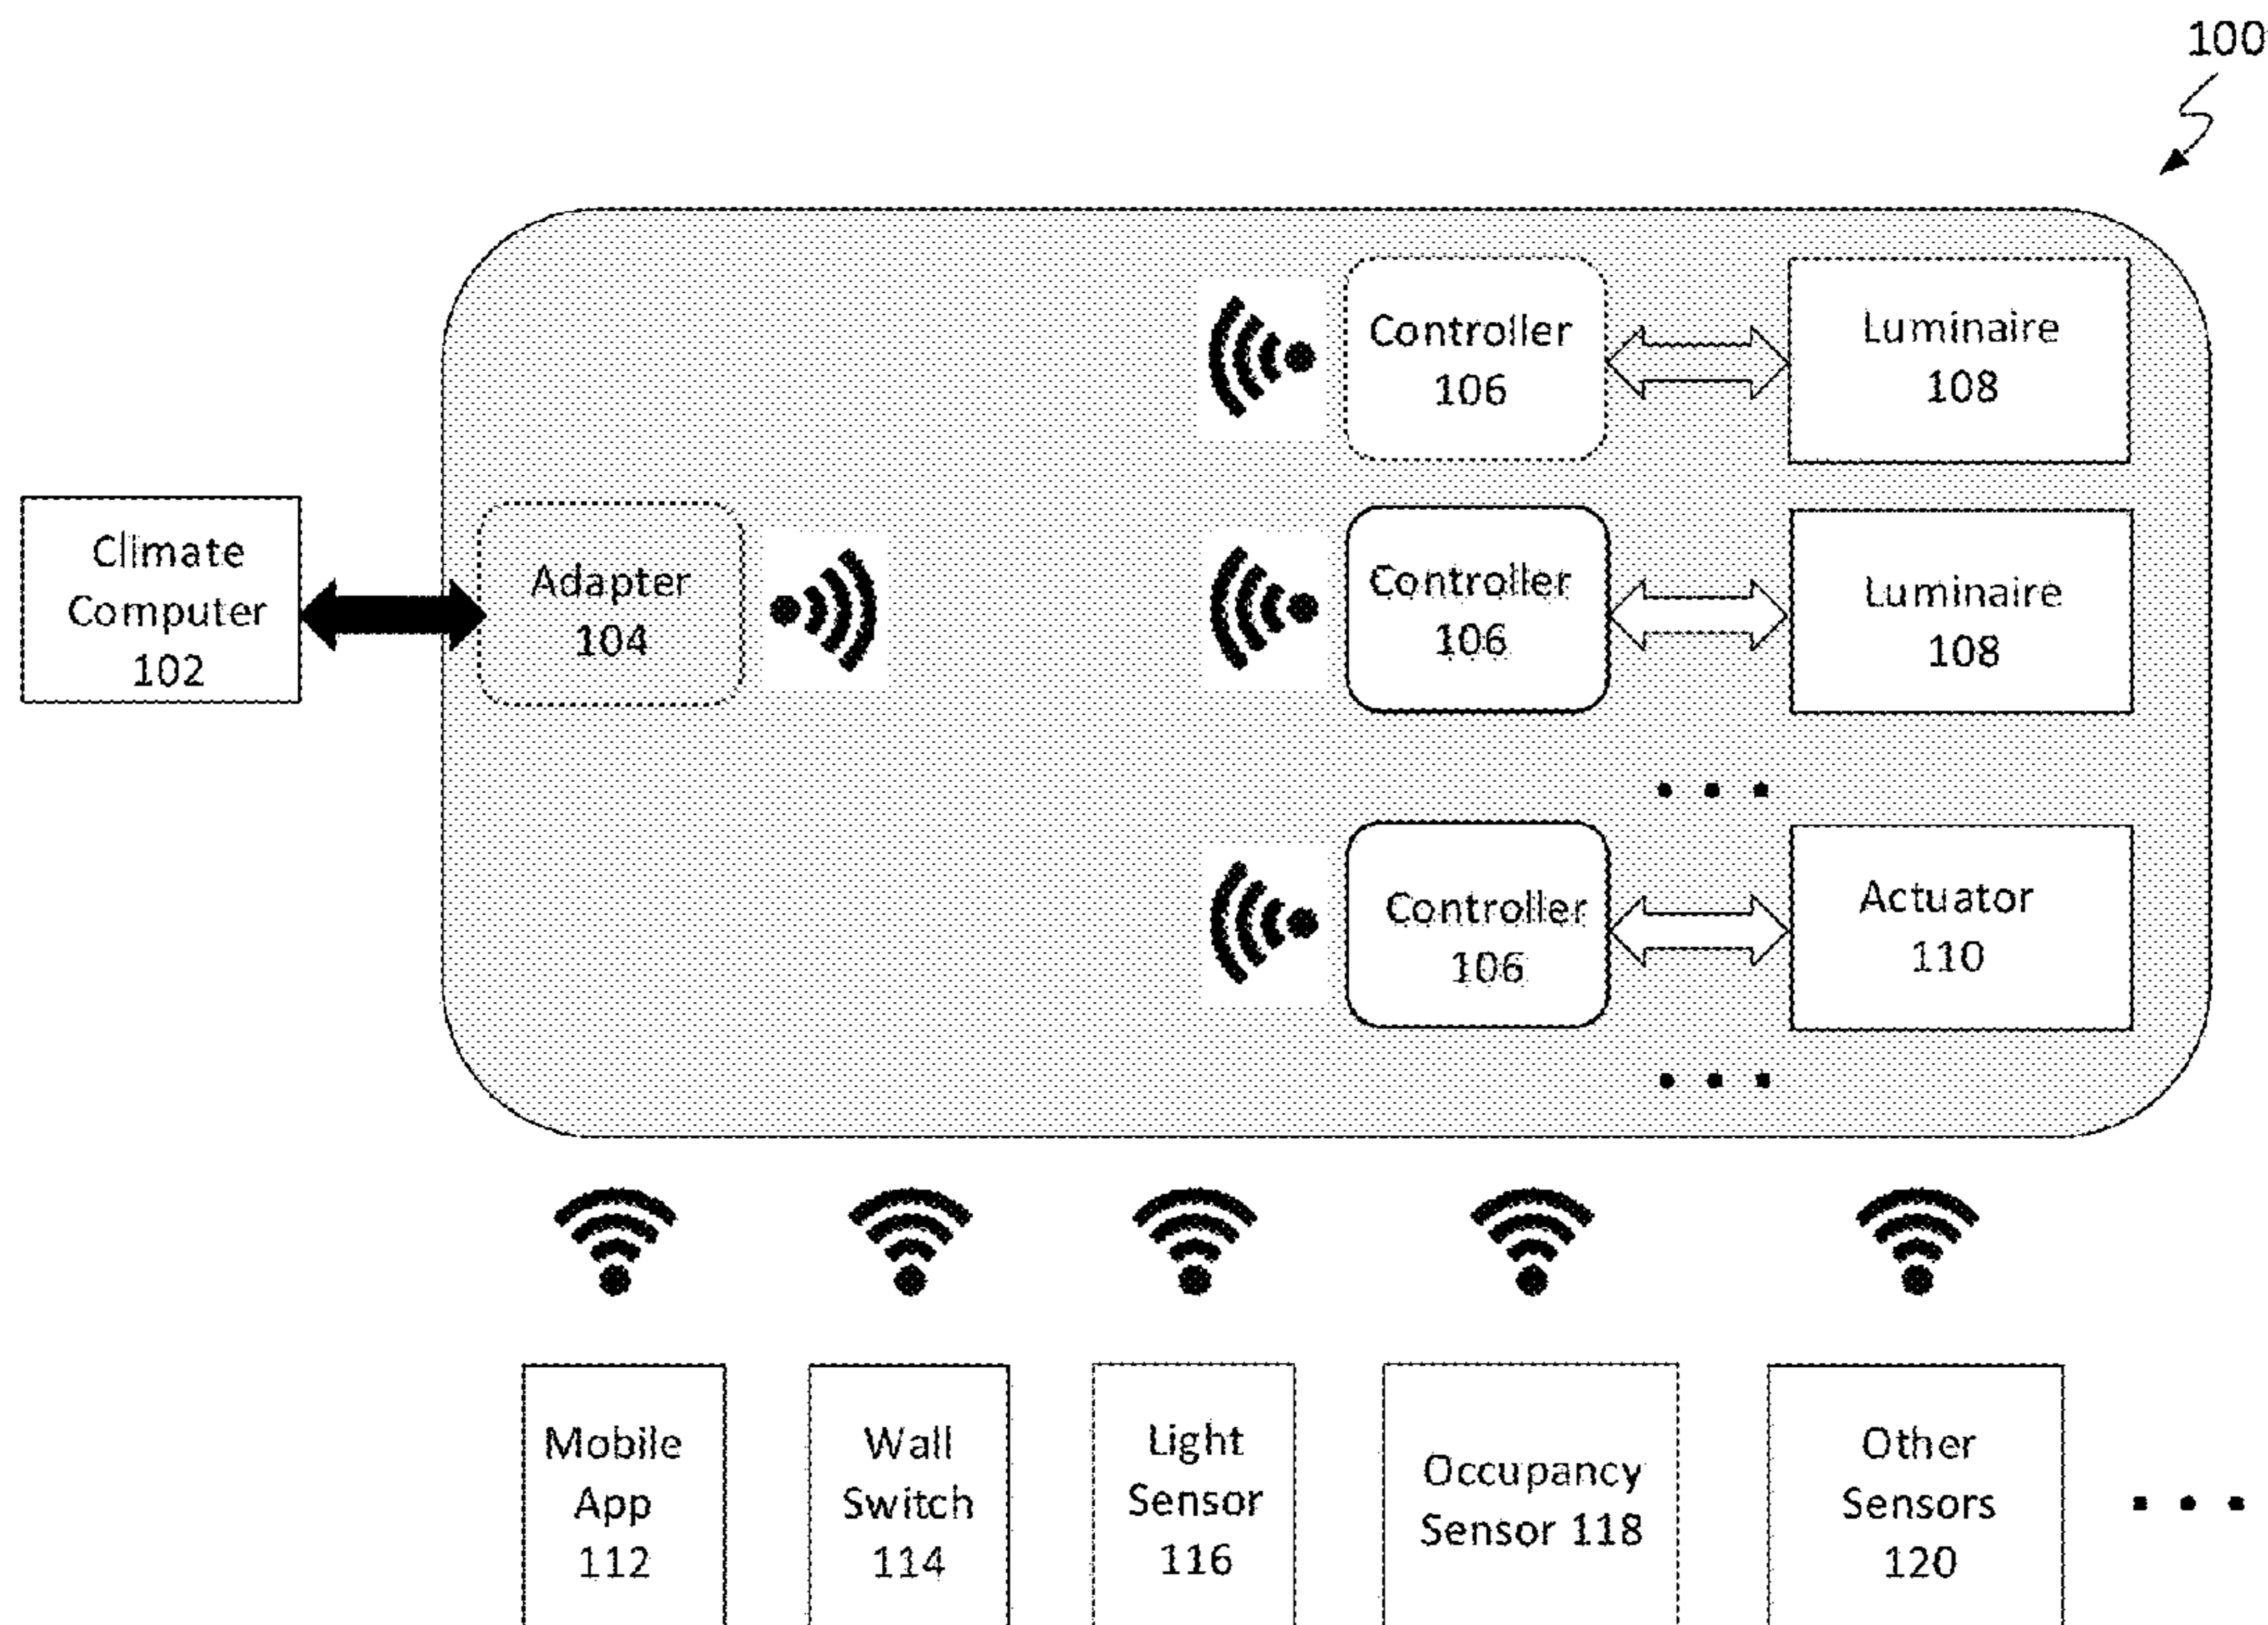 100
Controller
106
Luminaire
108
Climate
Computer
102
Adapter
104
Controller
106
Luminaire
108
. . .
Controller
106
Actuator
110
. . .
Mobile
App
112
Wall
Switch
114
Light
Sensor
116
Occupancy
Sensor 118
Other
Sensors
120
. . .